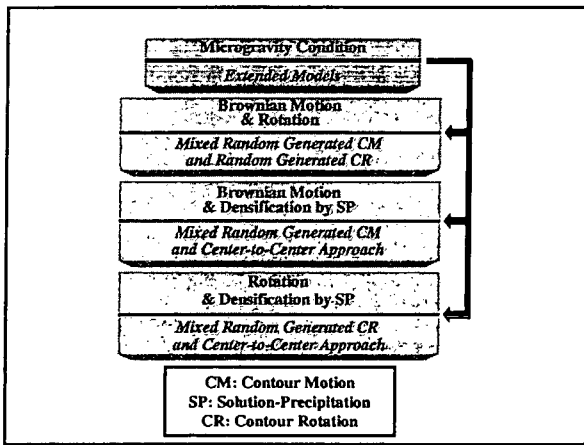 Microgravity Condition
Extended Models
Brownian Motion
& Rotation
Mixed Random Generated CM
and Random Generated CR
Brownian Motion
& Densification by SP
Mixed Random Generated CM
and Center-to-Center Approach
Rotation
& Densification by SP
Mixed Random Generated CR
and Center-to-Center Approach
CM: Contour Motion
SP: Solution-Precipitation
CR: Contour Rotation